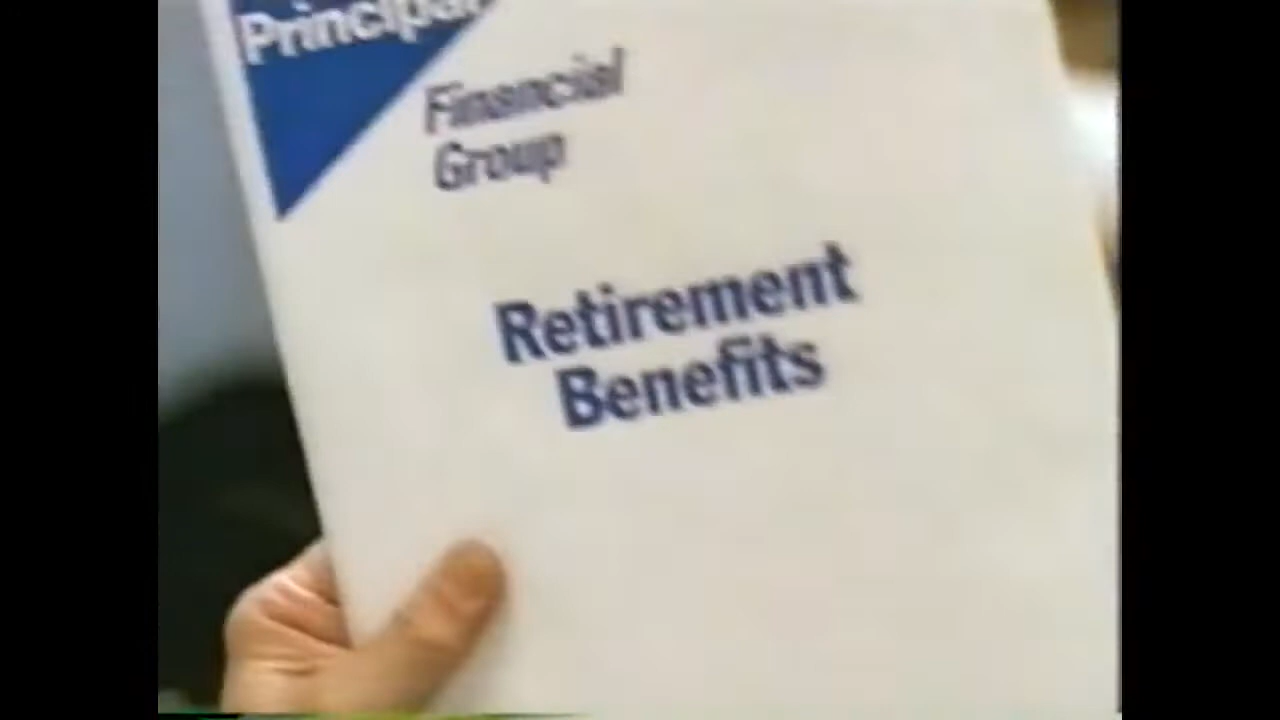 Principal
Financial
Group
Retirement
Benefits